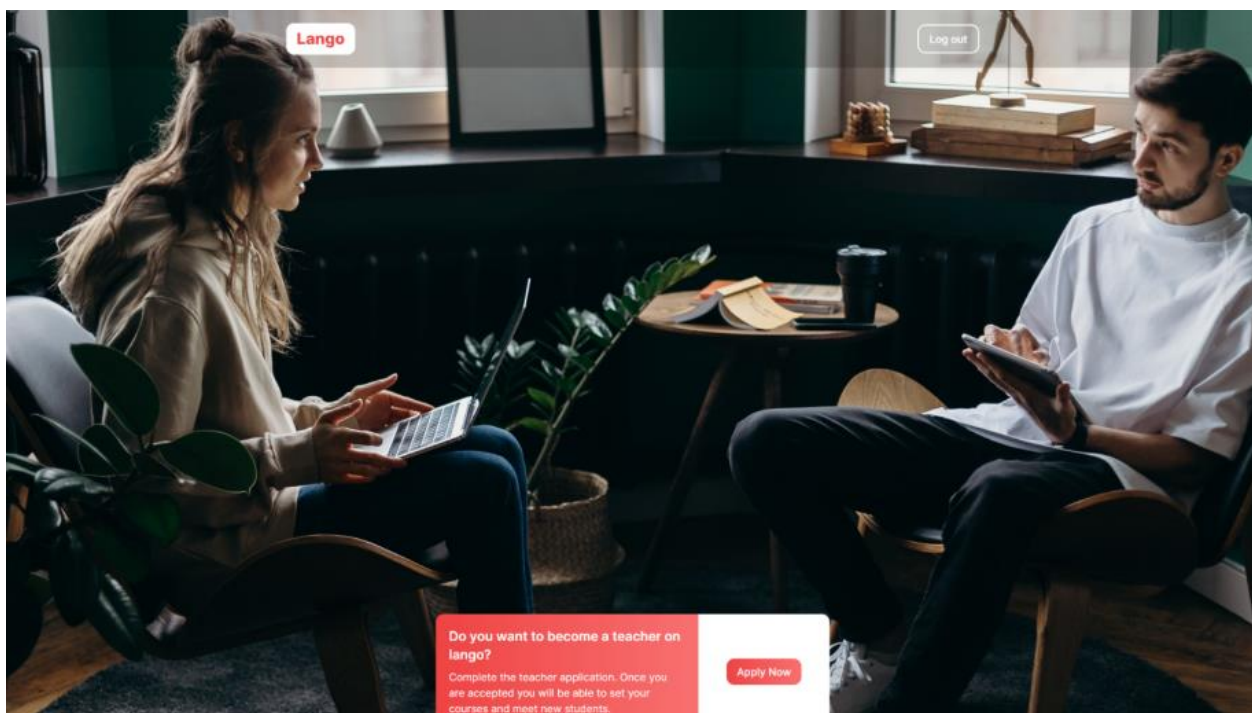 Lango
Log out
Do you want to become a teacher on
lango?
Complete the teacher application. Once you
are accepted you will be able to set your
courses and meet new students.
Apply Now